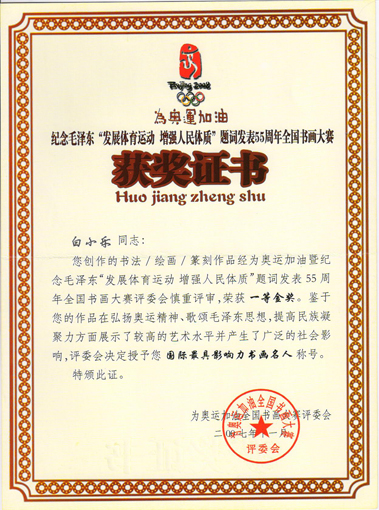 Beijing 2008
为奥运加油
纪念毛泽东“发展体育运动 增强人民体质”题词发表55周年全国书画大赛
获奖证书
Huo jiang zheng shu
白小乐 同志:
您创作的书法/绘画/篆刻作品经为奥运加油暨纪
念毛泽东“发展体育运动 增强人民体质”题词发表 55 周
年全国书画大赛评委会慎重评审,荣获 一等金奖。鉴于
您的作品在弘扬奥运精神、歌颂毛泽东思想,提高民族凝
聚力方面展示了较高的艺术水平并产生了广泛的社会影
响,评委会决定授予您 国际最具影响力书画名人 称号。
特颁此证。
为奥运加油全国书画大赛评委会
二〇〇七年十一月
评委会